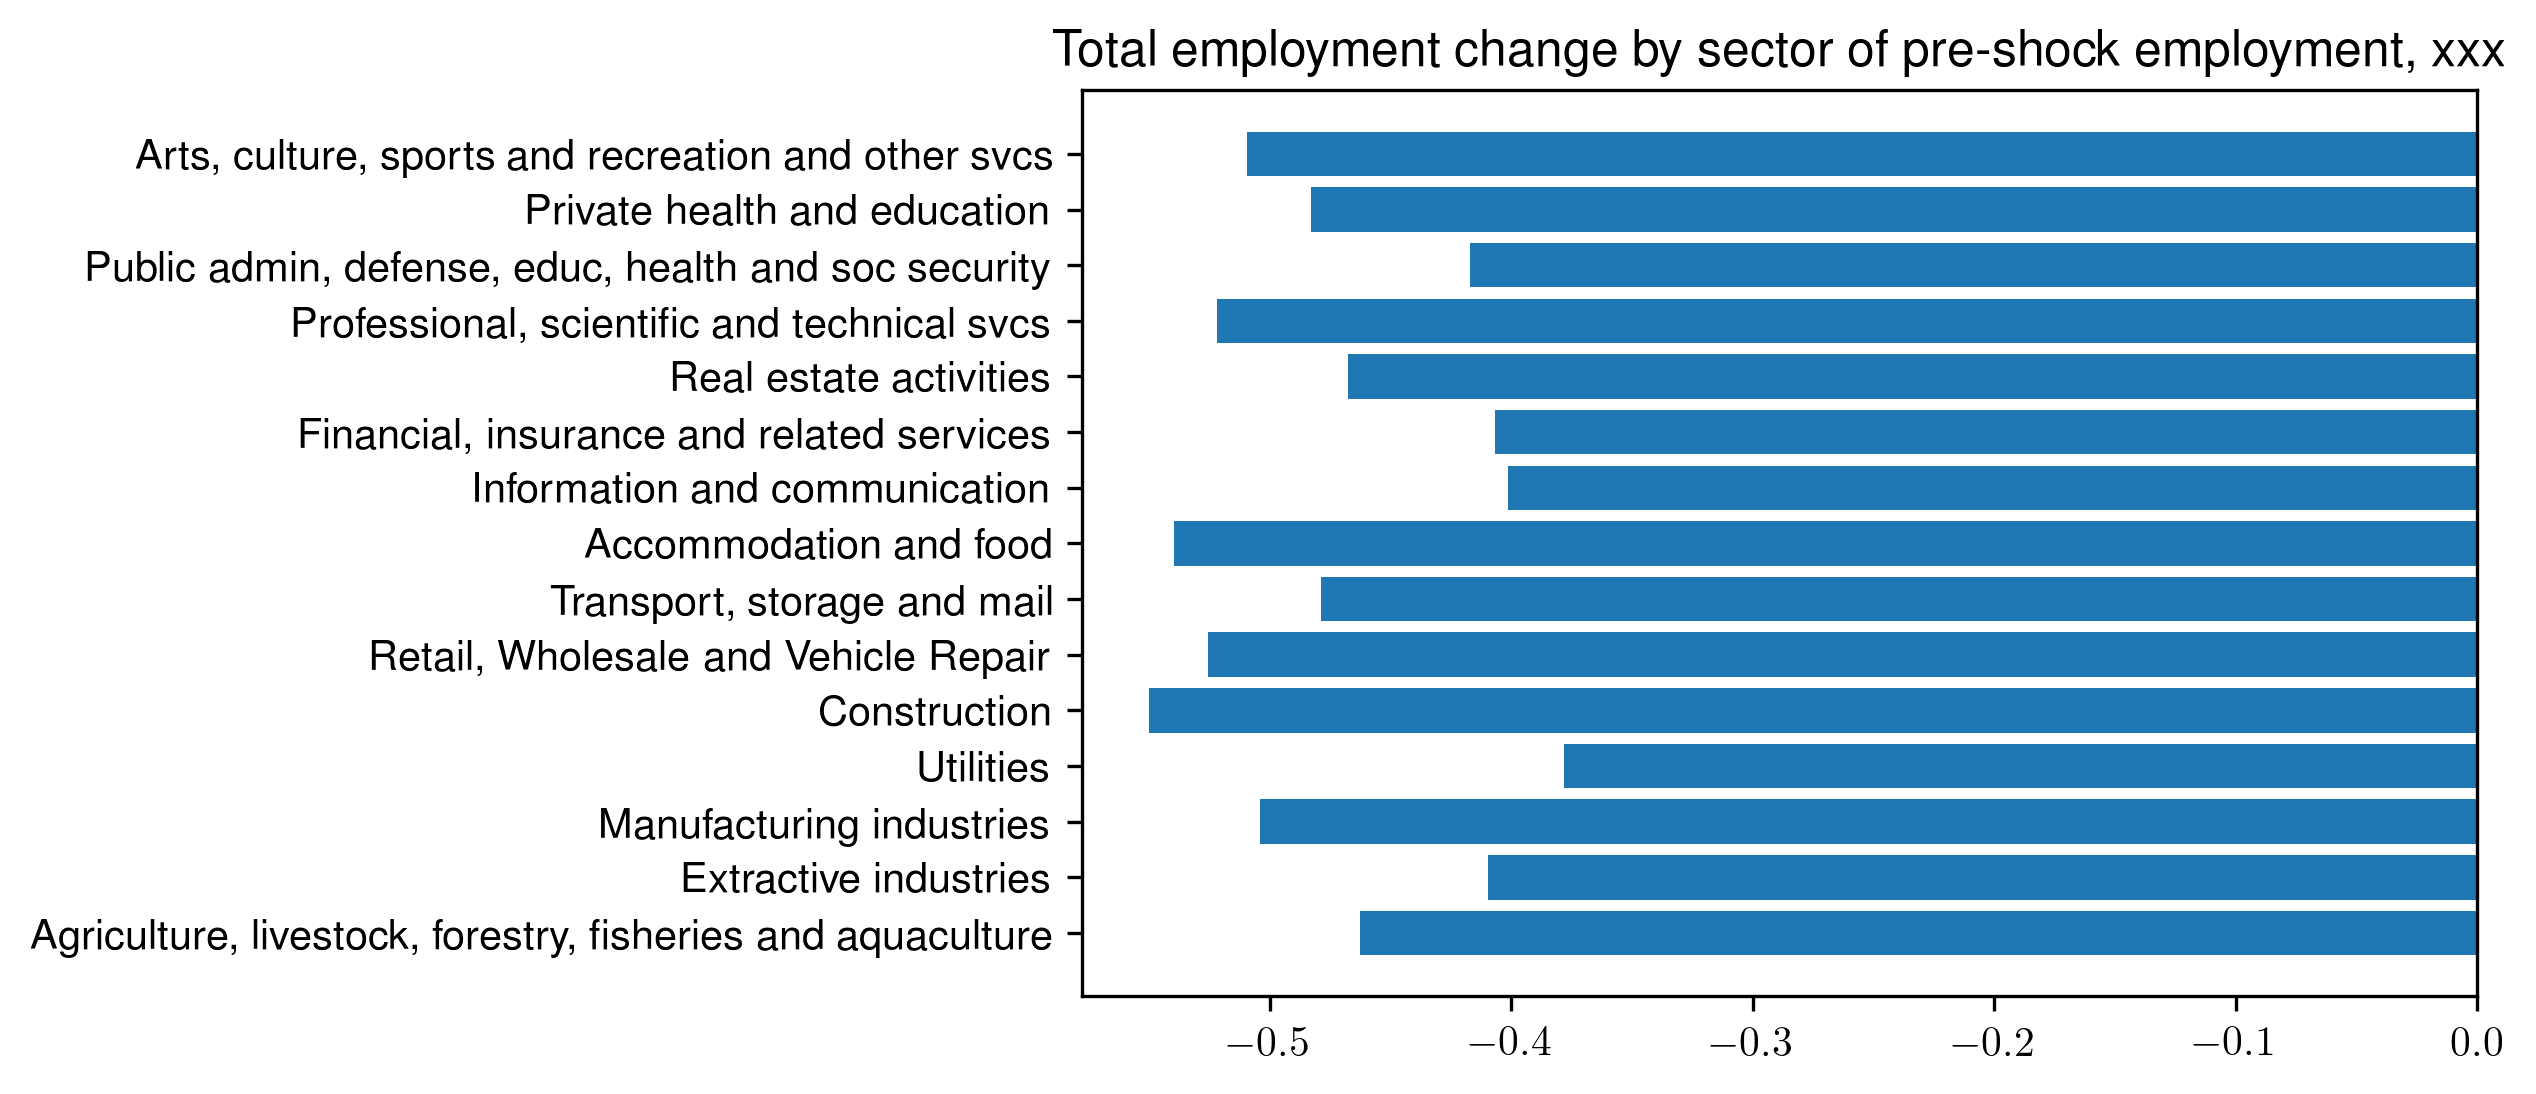 Total employment change by sector of pre-shock employment, xxx
Arts, culture, sports and recreation and other svcs
Private health and education
Public admin, defense, educ, health and soc security
Professional, scientific and technical svcs
Real estate activities
Financial, insurance and related services
Information and communication
Accommodation and food
Transport, storage and mail
Retail, Wholesale and Vehicle Repair
Construction
Utilities
Manufacturing industries
Extractive industries
Agriculture, livestock, forestry, fisheries and aquaculture
−0.5 −0.4 −0.3 −0.2 −0.1 0.0